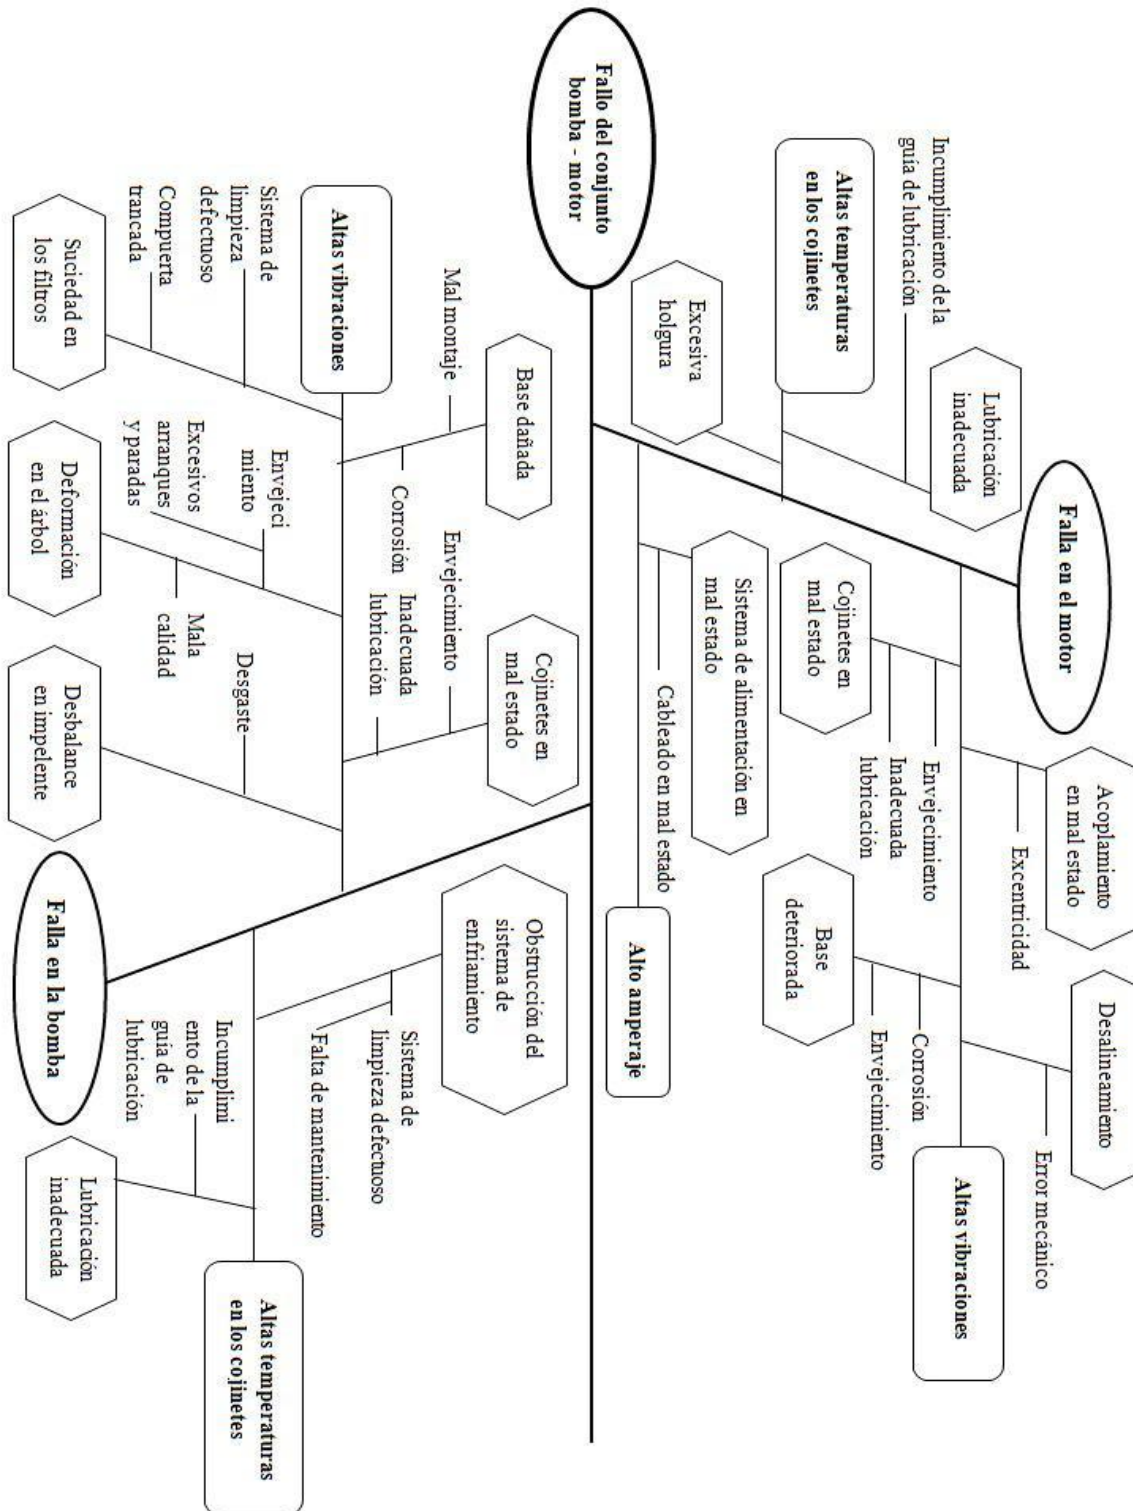 Falla en el motor
Acoplamiento
en mal estado
Excentricidad
Desalineamiento
Error mecánico
Incumplimiento de la
guía de lubricación
Lubricación
inadecuada
Cojinetes en
mal estado
Envejecimiento
Inadecuada
lubricación
Corrosión
Envejecimiento
Base
deteriorada
Altas vibraciones
Altas temperaturas
en los cojinetes
Excesiva
holgura
Sistema de alimentación en
mal estado
Cableado en mal estado
Alto amperaje
Fallo del conjunto
bomba - motor
Base dañada
Mal montaje
Corrosión
Cojinetes en
mal estado
Envejecimiento
Inadecuada
lubricación
Obstrucción del
sistema de
enfriamiento
Sistema de
limpieza defectuoso
Falta de mantenimiento
Altas vibraciones
Altas temperaturas
en los cojinetes
Sistema de
limpieza
defectuoso
Compuerta
trancada
Envejeci
miento
Excesivos
arranques
y paradas
Mala
calidad
Desgaste
Incumplimi
ento de la
guía de
lubricación
Suciedad en
los filtros
Deformación
en el árbol
Desbalance
en impelente
Falla en la bomba
Lubricación
inadecuada